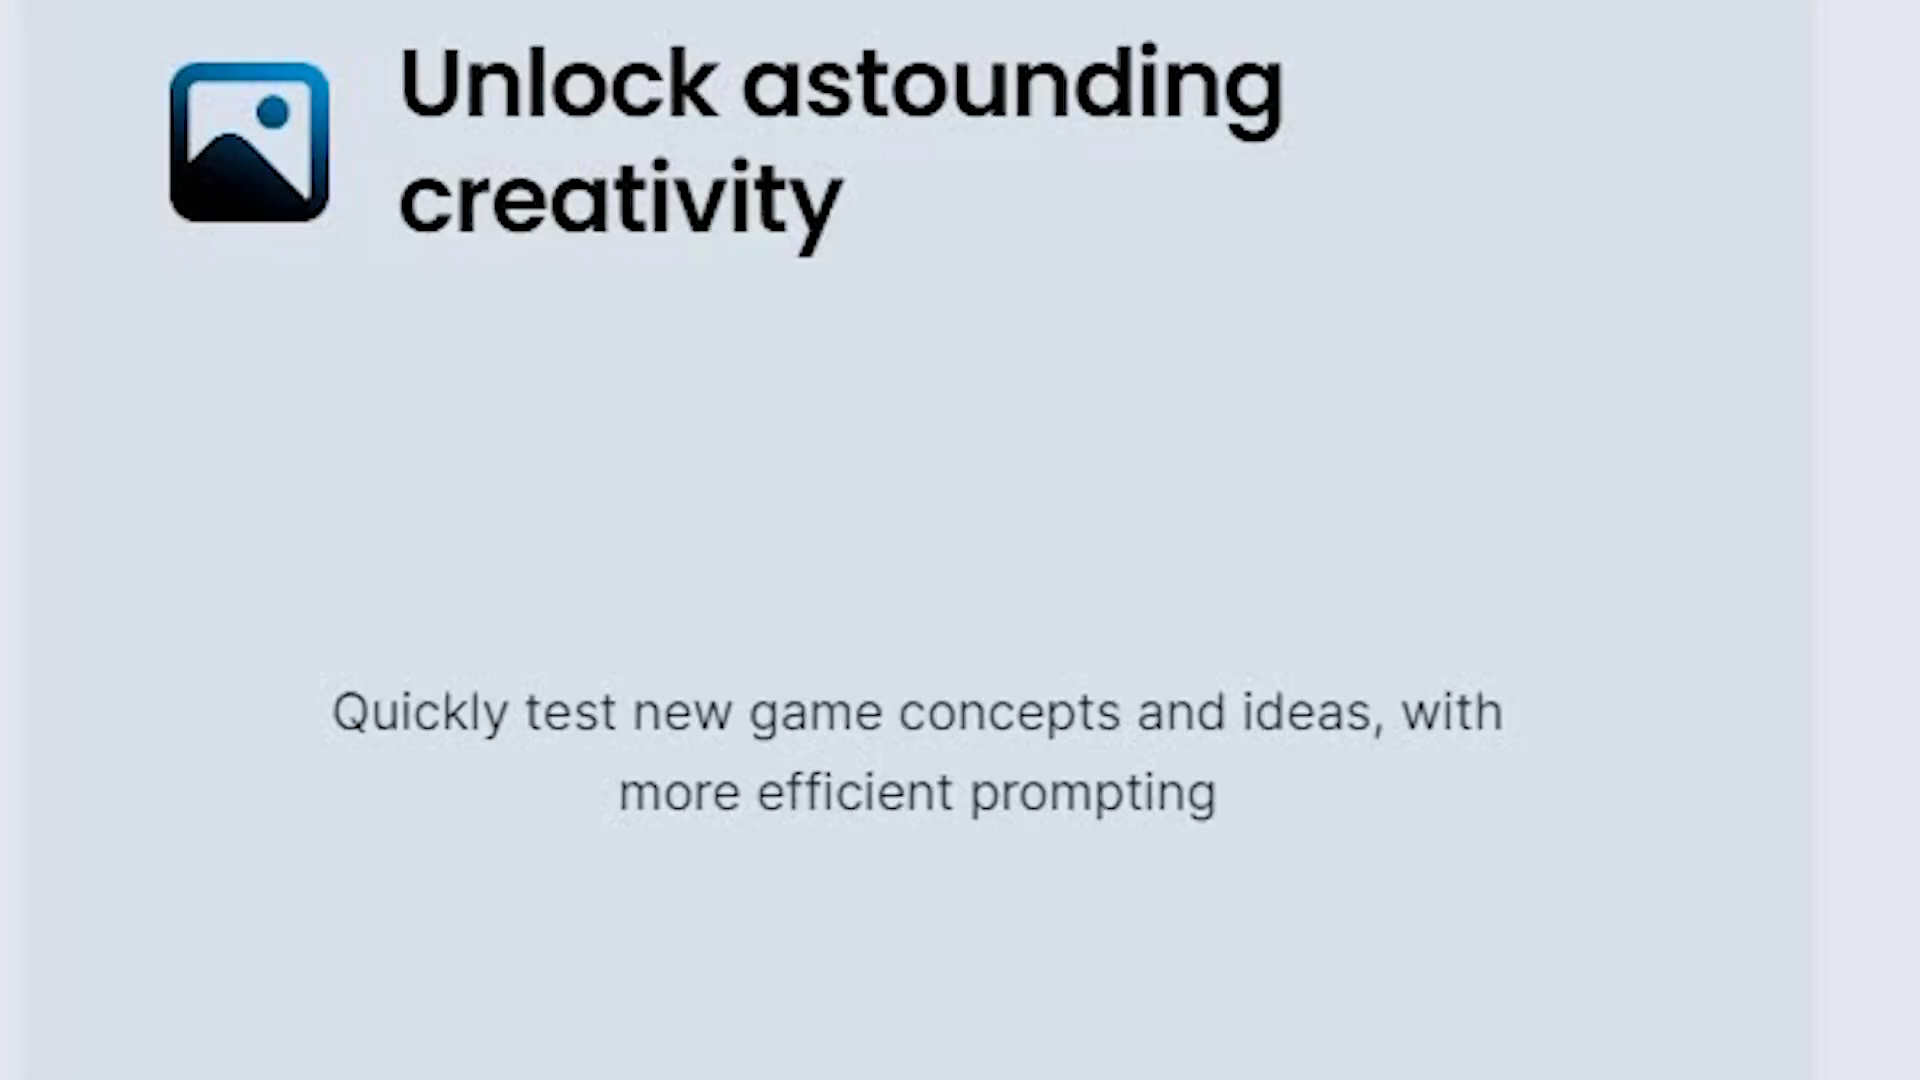 Unlock astounding
creativity
Quickly test new game concepts and ideas, with
more efficient prompting